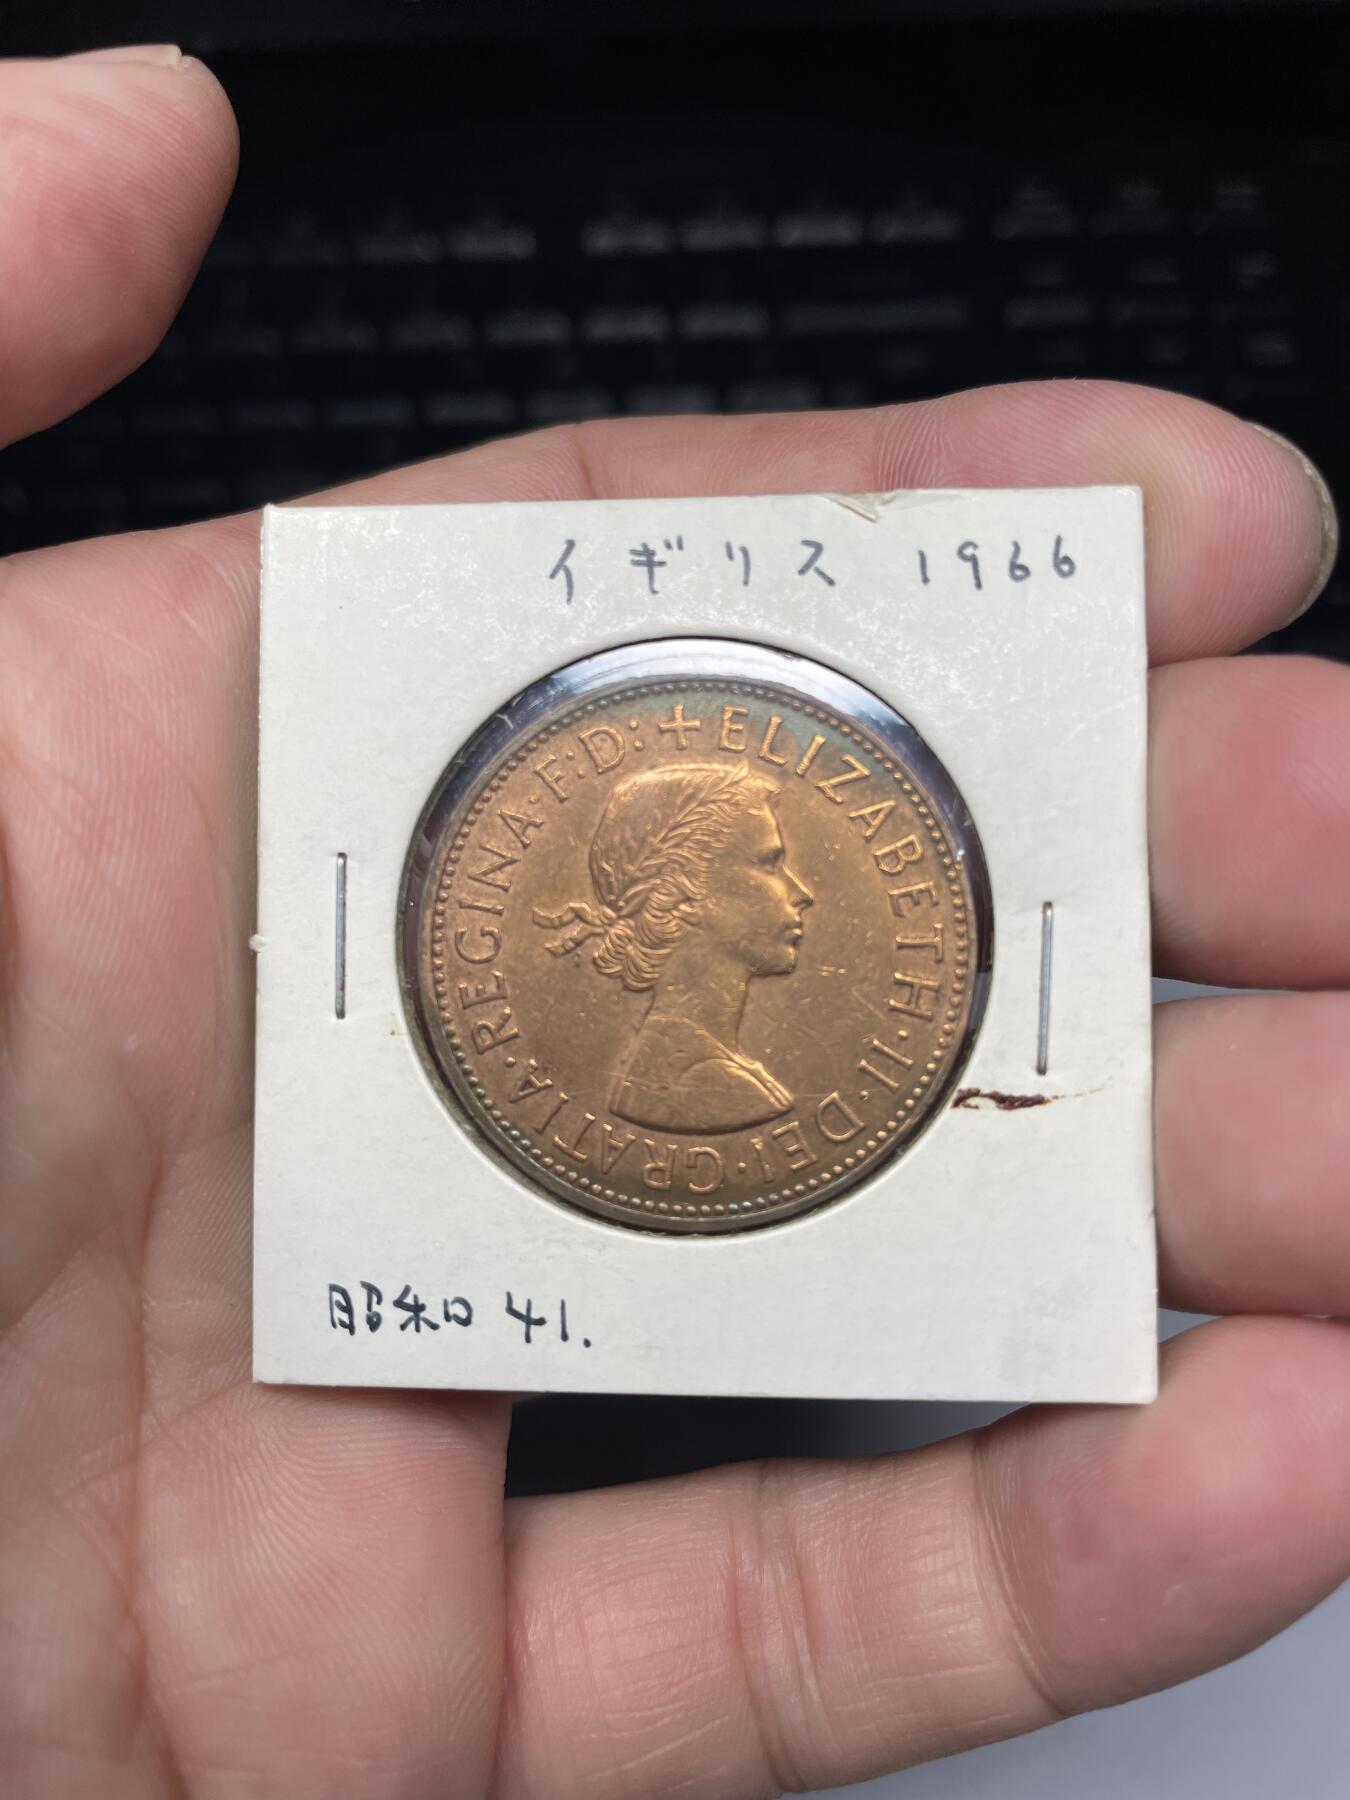 イギリス 1966
+ELIZABETH·II·DEI·GRATIA·REGINA·F:D:
昭和 41.